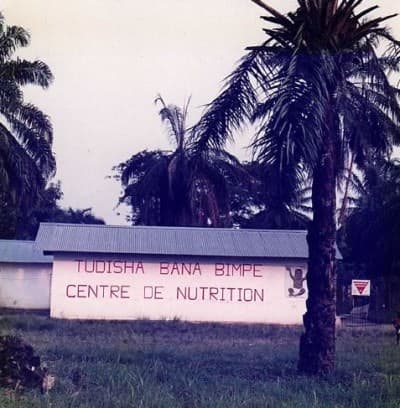 TUDISHA BANA BIMPE
CENTRE DE NUTRITION